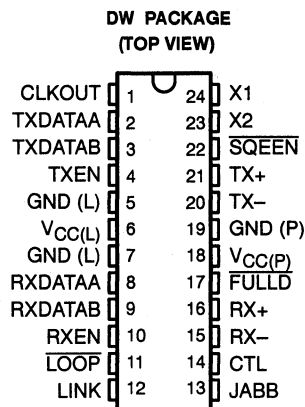 DW PACKAGE
(TOP VIEW)
CLKOUT 1 24 X1
TXDATAA 2 23 X2
TXDATAB 3 22 SQEEN
TXEN 4 21 TX+
GND (L) 5 20 TX–
VCC(L) 6 19 GND (P)
GND (L) 7 18 VCC(P)
RXDATAA 8 17 FULLD
RXDATAB 9 16 RX+
RXEN 10 15 RX–
LOOP 11 14 CTL
LINK 12 13 JABB